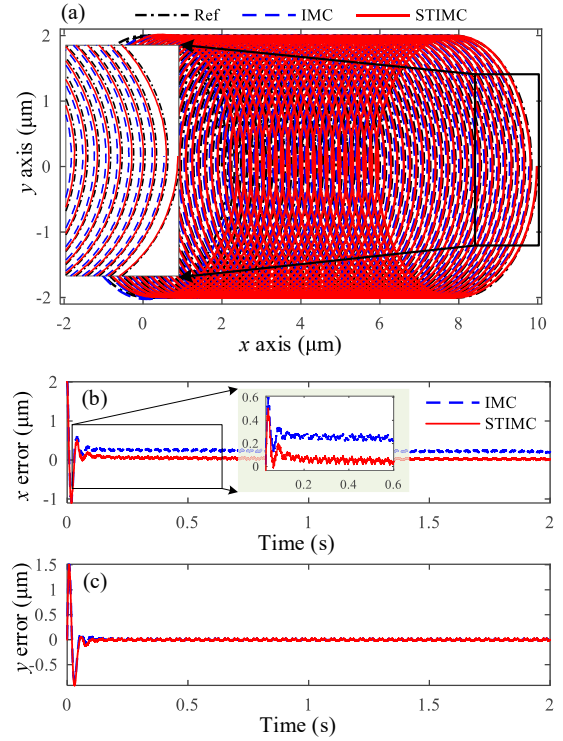 (a) Ref IMC STIMC
2
1
0
-1
-2
y axis (μm)
-2 0 2 4 6 8 10
x axis (μm)
(b)
2
1
0
-1
x error (μm)
0.6
0.4
0.2
0
0.2 0.4 0.6
IMC
STIMC
0 0.5 1 1.5 2
Time (s)
(c)
1.5
1
0.5
0
-0.5
y error (μm)
0 0.5 1 1.5 2
Time (s)